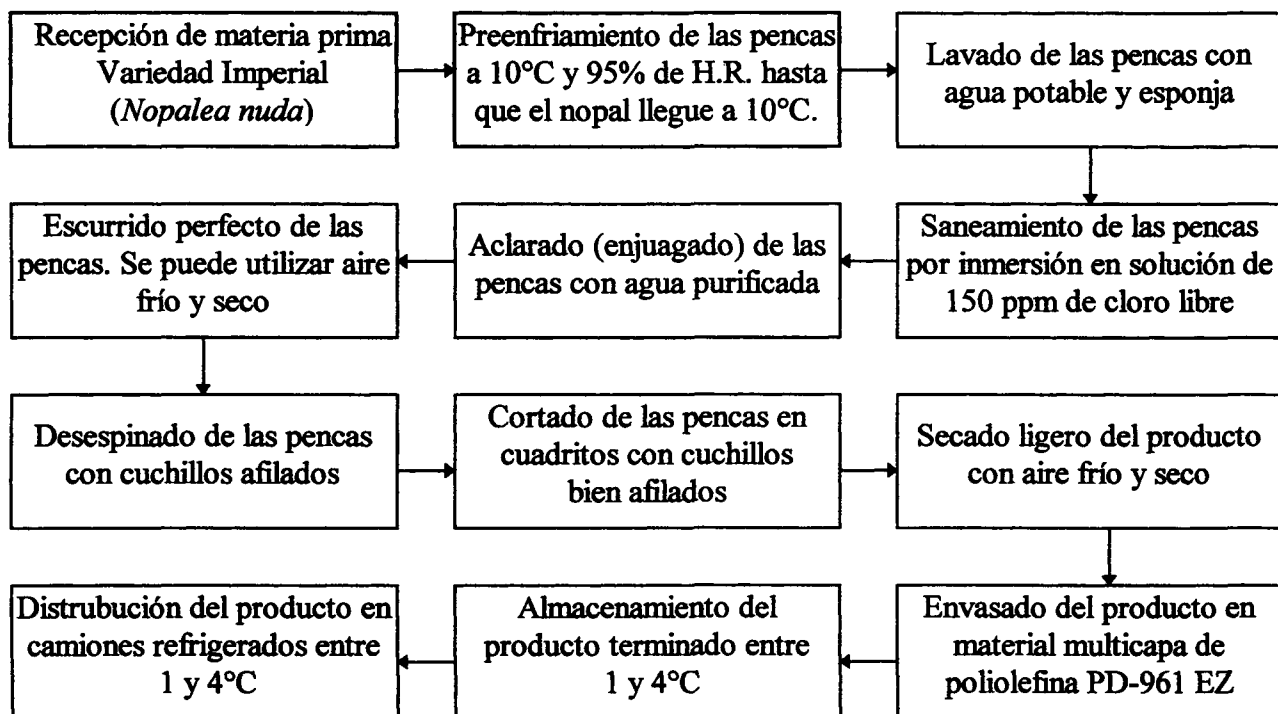 Recepción de materia prima
Variedad Imperial
(Nopalea nuda)
Preenfriamiento de las pencas
a 10°C y 95% de H.R. hasta
que el nopal llegue a 10°C.
Lavado de las pencas con
agua potable y esponja
Saneamiento de las pencas
por inmersión en solución de
150 ppm de cloro libre
Aclarado (enjuagado) de las
pencas con agua purificada
Escurrido perfecto de las
pencas. Se puede utilizar aire
frío y seco
Desespinado de las pencas
con cuchillos afilados
Cortado de las pencas en
cuadritos con cuchillos
bien afilados
Secado ligero del producto
con aire frío y seco
Envasado del producto en
material multicapa de
poliolefina PD-961 EZ
Almacenamiento del
producto terminado entre
1 y 4°C
Distrubución del producto en
camiones refrigerados entre
1 y 4°C